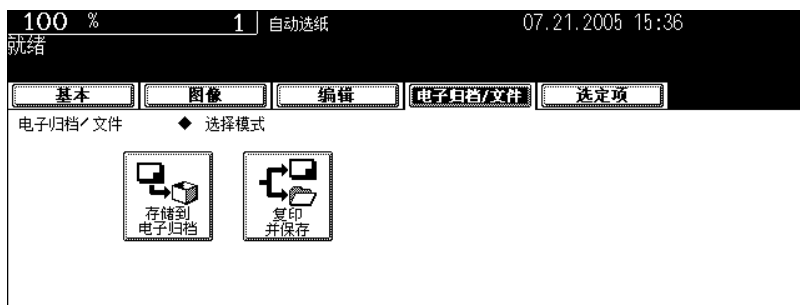 100 % 1 自动选纸 07.21.2005 15:36
就绪
基本 图像 编辑 电子归档/文件 选定项
电子归档/文件 ◆ 选择模式
存储到 复印
电子归档 并保存